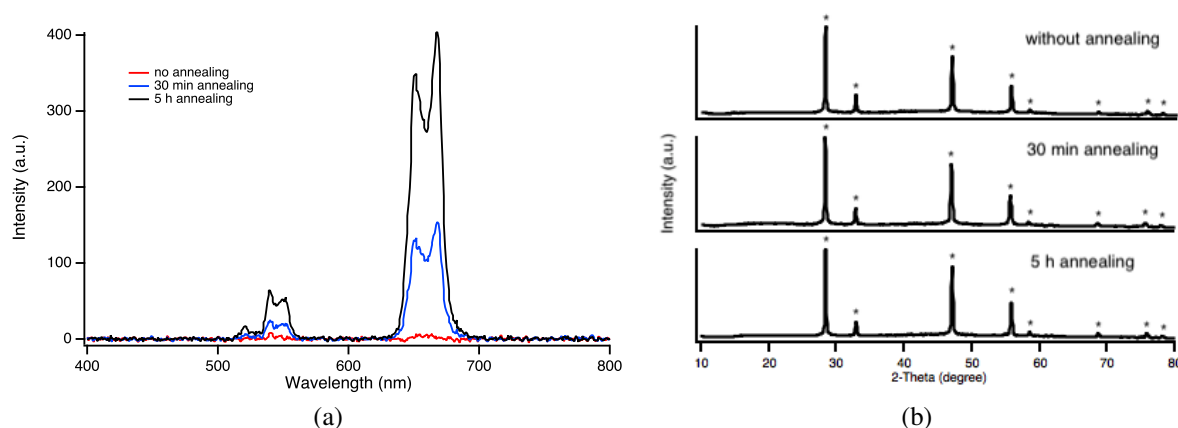 400
300
200
100
0
Intensity (a.u.)
no annealing
30 min annealing
5 h annealing
400 500 600 700 800
Wavelength (nm)
(a)
*
* * * * * * *
without annealing
*
* * * * * * *
30 min annealing
*
* * * * * * *
5 h annealing
Intensity (a.u.)
10 20 30 40 50 60 70 80
2-Theta (degree)
(b)